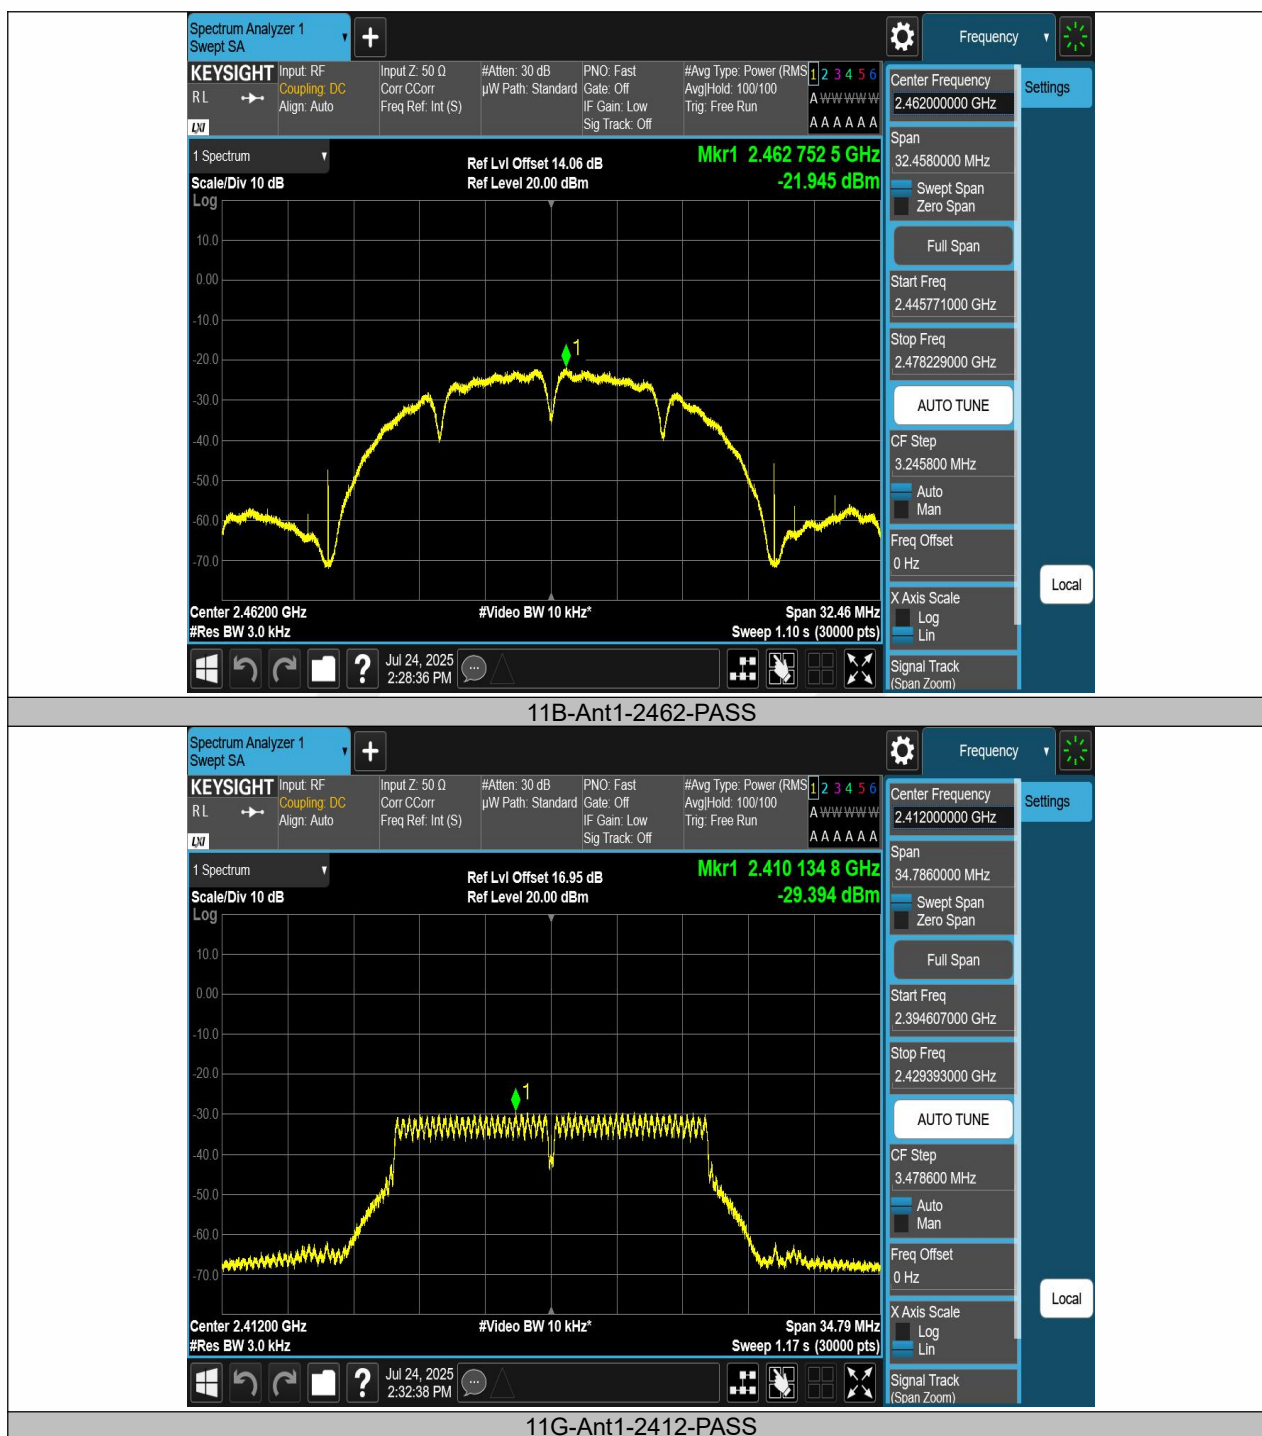 Spectrum Analyzer 1
Swept SA
+
Frequency
KEYSIGHT
R L
LXI
Input: RF
Coupling: DC
Align: Auto
Input Z: 50 Ω
Corr CCorr
Freq Ref: Int (S)
#Atten: 30 dB
µW Path: Standard
PNO: Fast
Gate: Off
IF Gain: Low
Sig Track: Off
#Avg Type: Power (RMS
Avg|Hold: 100/100
Trig: Free Run
1 2 3 4 5 6
A W W W W W
A A A A A A
Center Frequency
2.462000000 GHz
Settings
Span
32.4580000 MHz
Swept Span
Zero Span
Full Span
Start Freq
2.445771000 GHz
Stop Freq
2.478229000 GHz
AUTO TUNE
CF Step
3.245800 MHz
Auto
Man
Freq Offset
0 Hz
X Axis Scale
Log
Lin
Signal Track
(Span Zoom)
Local
1 Spectrum
Scale/Div 10 dB
Log
Ref Lvl Offset 14.06 dB
Ref Level 20.00 dBm
Mkr1 2.462 752 5 GHz
-21.945 dBm
10.0
0.00
-10.0
-20.0
-30.0
-40.0
-50.0
-60.0
-70.0
1
Center 2.46200 GHz
#Res BW 3.0 kHz
#Video BW 10 kHz*
Span 32.46 MHz
Sweep 1.10 s (30000 pts)
?
Jul 24, 2025
2:28:36 PM
11B-Ant1-2462-PASS
Spectrum Analyzer 1
Swept SA
+
Frequency
KEYSIGHT
R L
LXI
Input: RF
Coupling: DC
Align: Auto
Input Z: 50 Ω
Corr CCorr
Freq Ref: Int (S)
#Atten: 30 dB
µW Path: Standard
PNO: Fast
Gate: Off
IF Gain: Low
Sig Track: Off
#Avg Type: Power (RMS
Avg|Hold: 100/100
Trig: Free Run
1 2 3 4 5 6
A W W W W W
A A A A A A
Center Frequency
2.412000000 GHz
Settings
Span
34.7860000 MHz
Swept Span
Zero Span
Full Span
Start Freq
2.394607000 GHz
Stop Freq
2.429393000 GHz
AUTO TUNE
CF Step
3.478600 MHz
Auto
Man
Freq Offset
0 Hz
X Axis Scale
Log
Lin
Signal Track
(Span Zoom)
Local
1 Spectrum
Scale/Div 10 dB
Log
Ref Lvl Offset 16.95 dB
Ref Level 20.00 dBm
Mkr1 2.410 134 8 GHz
-29.394 dBm
10.0
0.00
-10.0
-20.0
-30.0
-40.0
-50.0
-60.0
-70.0
1
Center 2.41200 GHz
#Res BW 3.0 kHz
#Video BW 10 kHz*
Span 34.79 MHz
Sweep 1.17 s (30000 pts)
?
Jul 24, 2025
2:32:38 PM
11G-Ant1-2412-PASS